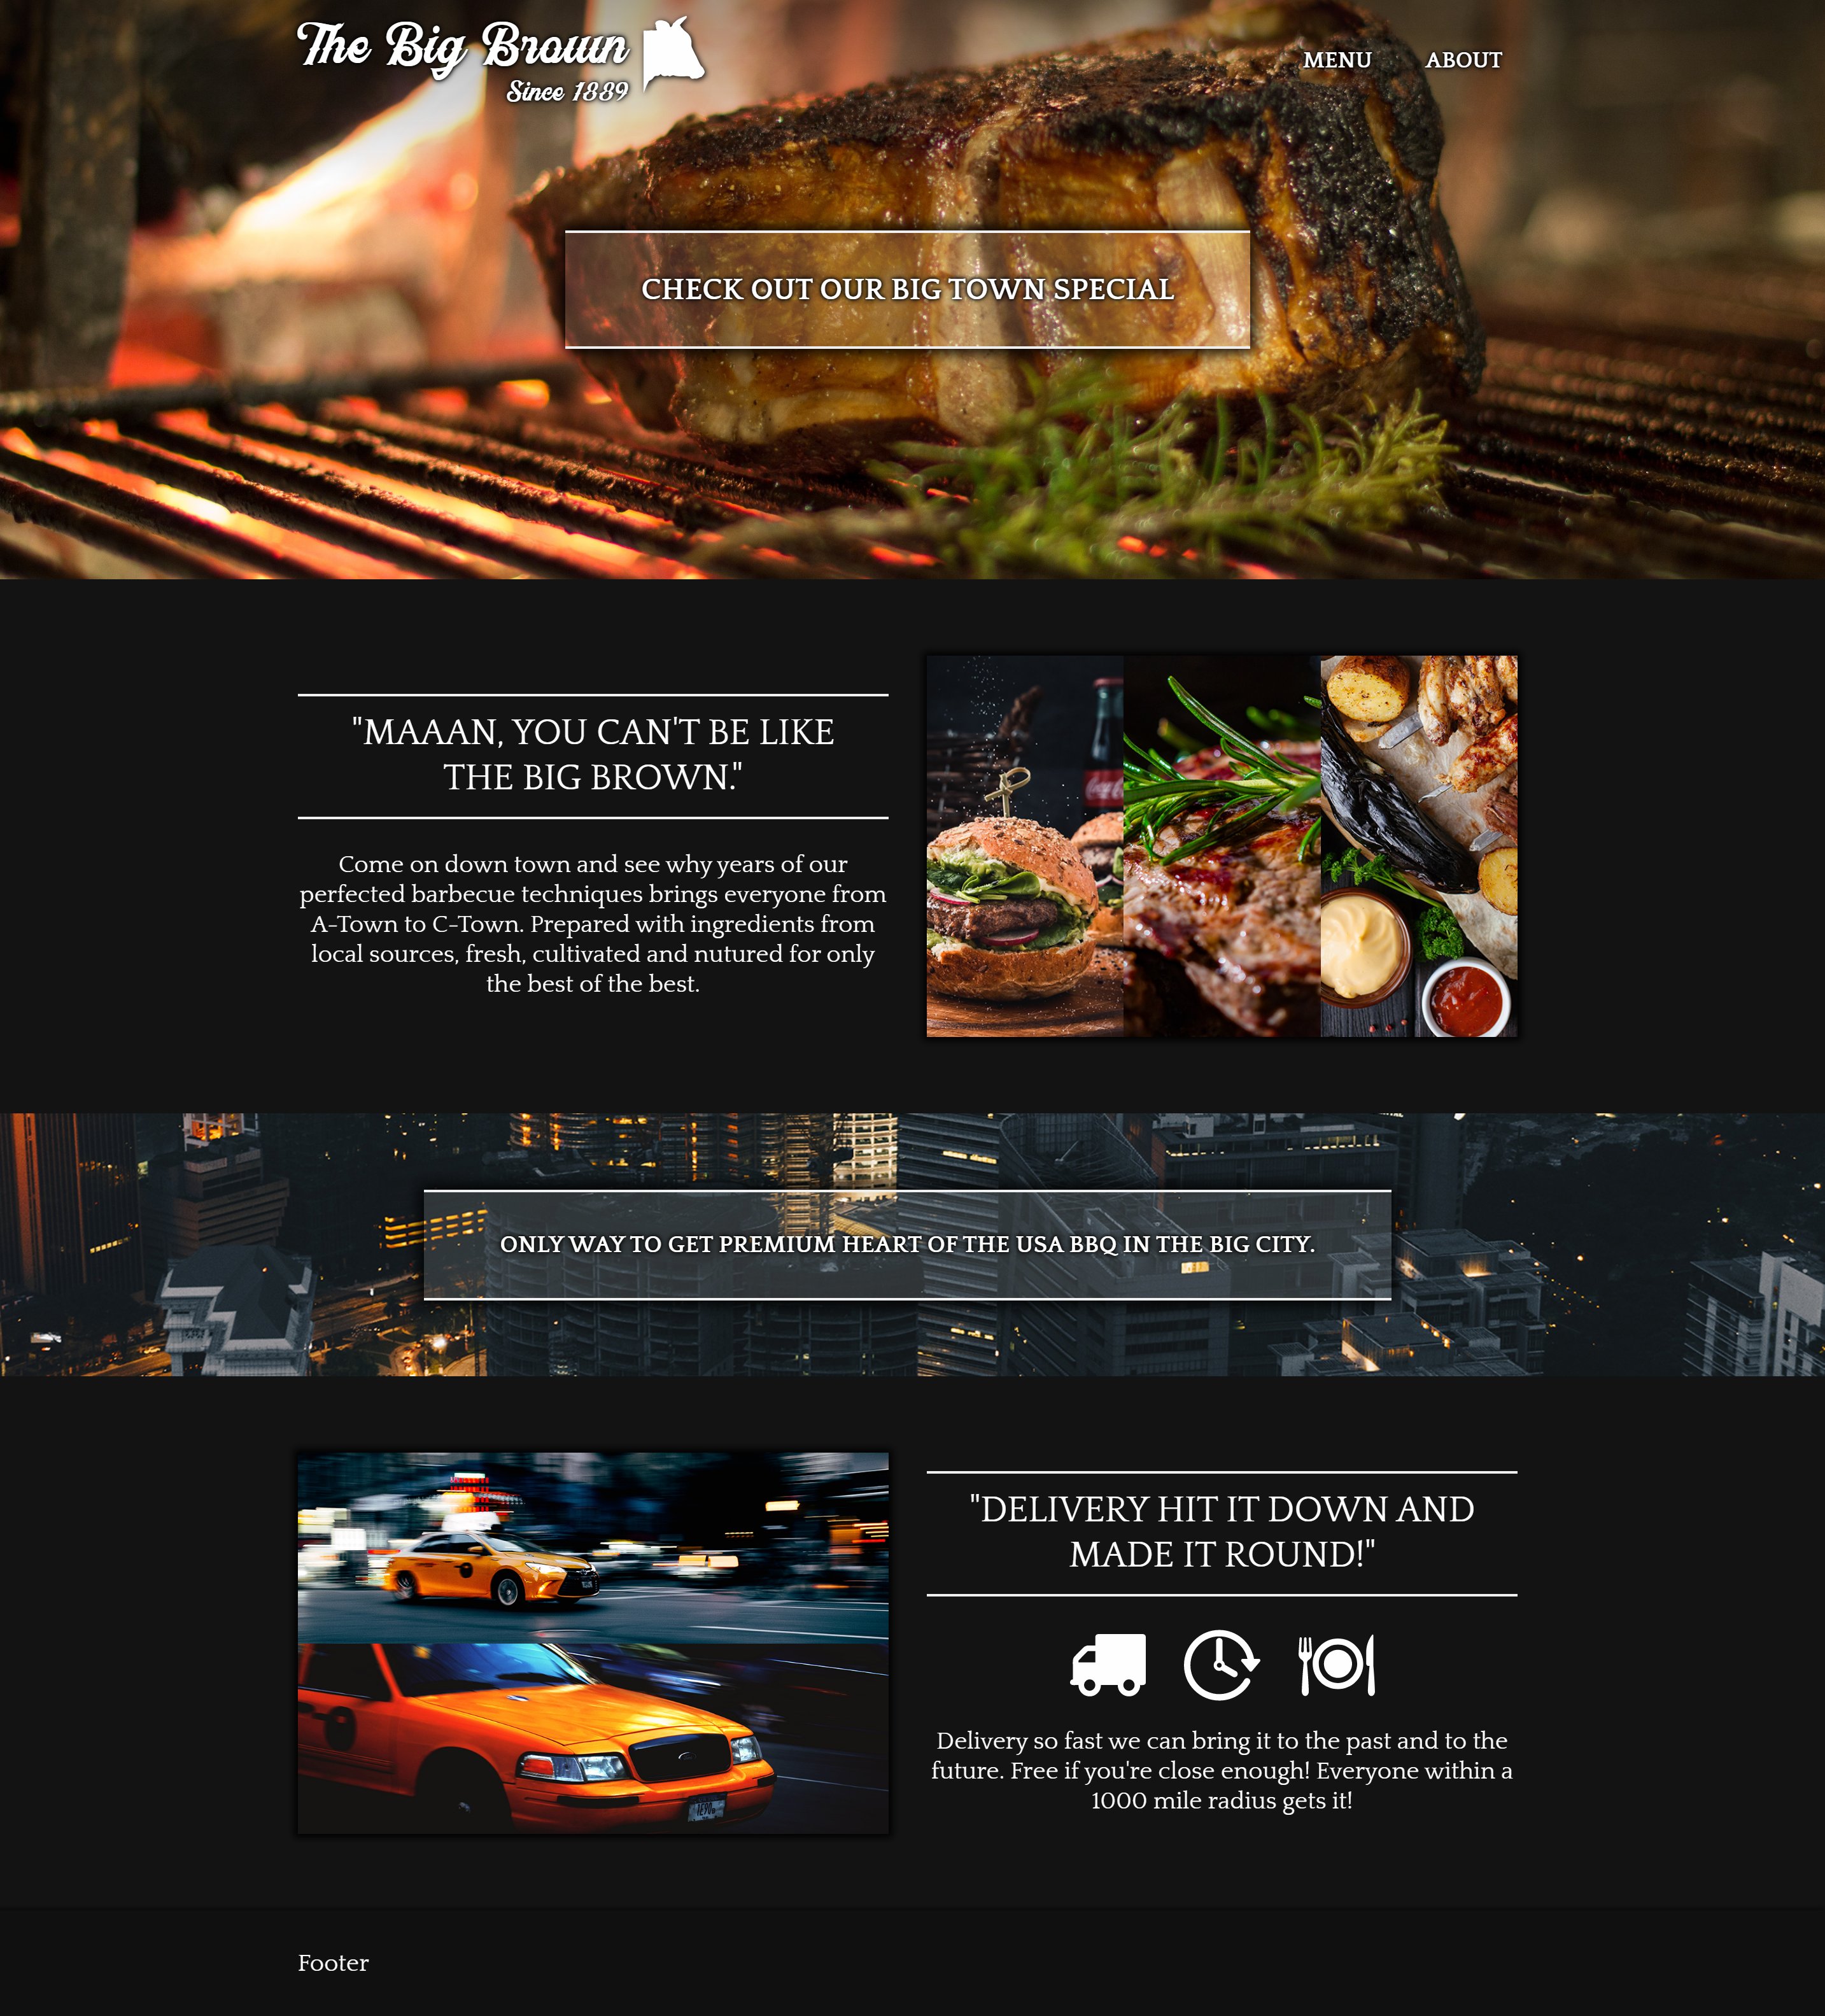 The Big Brown
Since 1889
MENU ABOUT
CHECK OUT OUR BIG TOWN SPECIAL
"MAAAN, YOU CAN'T BE LIKE
THE BIG BROWN."
Come on down town and see why years of our
perfected barbecue techniques brings everyone from
A-Town to C-Town. Prepared with ingredients from
local sources, fresh, cultivated and nutured for only
the best of the best.
ONLY WAY TO GET PREMIUM HEART OF THE USA BBQ IN THE BIG CITY.
"DELIVERY HIT IT DOWN AND
MADE IT ROUND!"
Delivery so fast we can bring it to the past and to the
future. Free if you're close enough! Everyone within a
1000 mile radius gets it!
Footer